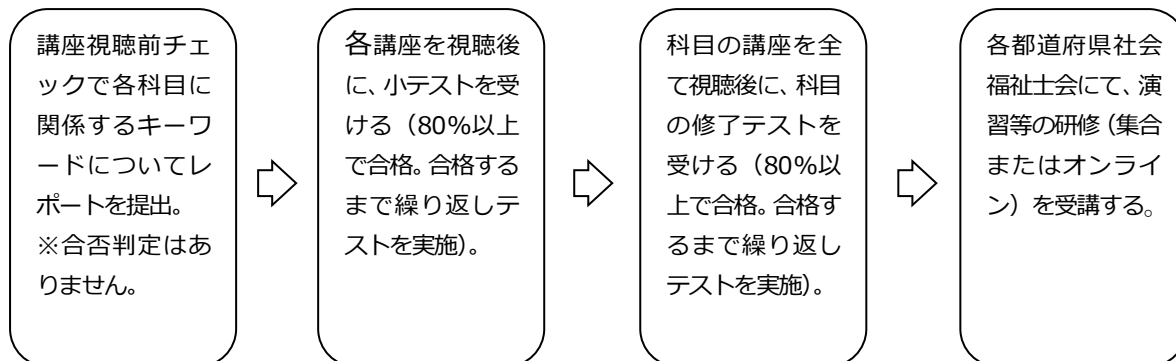 講座視聴前チェ
ックで各科目に
関係するキーワ
ードについてレ
ポートを提出。
※合否判定はあ
りません。
各講座を視聴後
に、小テストを受
ける（80%以上
で合格。合格する
まで繰り返しテ
ストを実施）。
科目の講座を全
て視聴後に、科目
の修了テストを
受ける（80%以
上で合格。合格す
るまで繰り返し
テストを実施）。
各都道府県社会
福祉士会にて、演
習等の研修（集合
またはオンライ
ン）を受講する。